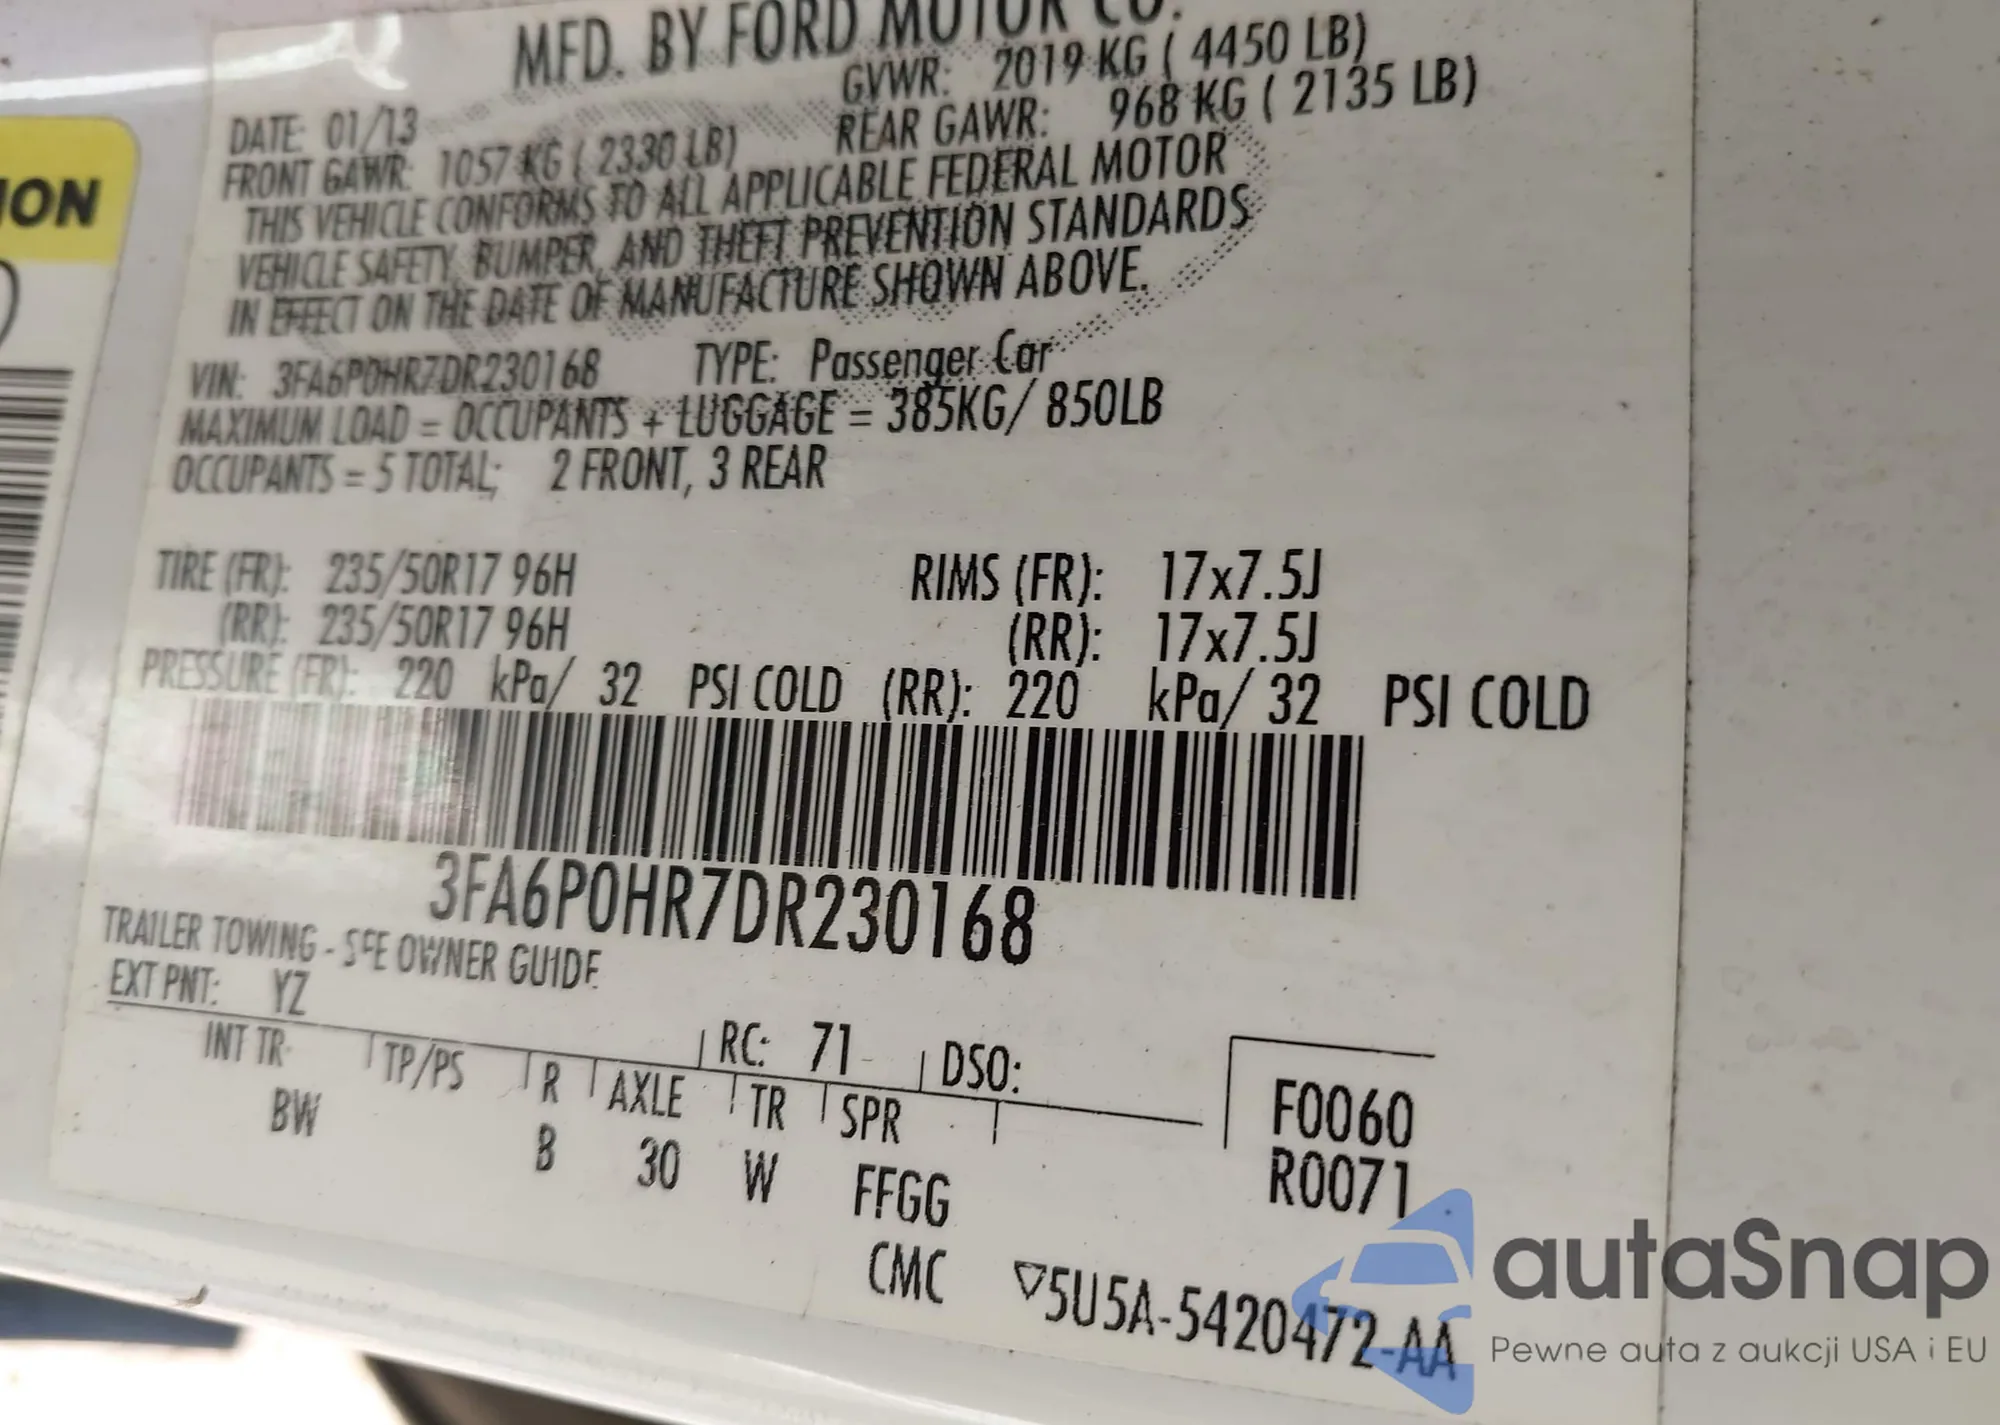 MFD. BY FORD MOTOR CO.
DATE: 01/13 GVWR: 2019 KG ( 4450 LB)
FRONT GAWR: 1057 KG ( 2330 LB) REAR GAWR: 968 KG ( 2135 LB)
THIS VEHICLE CONFORMS TO ALL APPLICABLE FEDERAL MOTOR
VEHICLE SAFETY, BUMPER, AND THEFT PREVENTION STANDARDS
IN EFFECT ON THE DATE OF MANUFACTURE SHOWN ABOVE.
VIN: 3FA6P0HR7DR230168 TYPE: Passenger Car
MAXIMUM LOAD = OCCUPANTS + LUGGAGE = 385KG/ 850LB
OCCUPANTS = 5 TOTAL; 2 FRONT, 3 REAR
TIRE (FR): 235/50R17 96H RIMS (FR): 17x7.5J
(RR): 235/50R17 96H (RR): 17x7.5J
PRESSURE (FR): 220 kPa/ 32 PSI COLD (RR): 220 kPa/ 32 PSI COLD
3FA6P0HR7DR230168
TRAILER TOWING - SEE OWNER GUIDE
EXT PNT: YZ RC: 71 DSO:
INT TR TP/PS R AXLE TR SPR
BW B 30 W FFGG
F0060
R0071
CMC ▽5U5A-5420472-AA
ION
autaSnap
Pewne auta z aukcji USA i EU